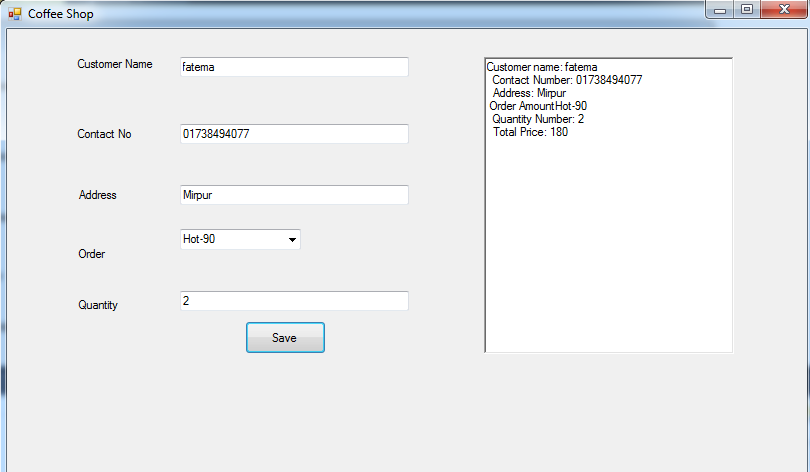 Coffee Shop
Customer Name
fatema
Contact No
01738494077
Address
Mirpur
Order
Hot-90
Quantity
2
Save
Customer name: fatema
Contact Number: 01738494077
Address: Mirpur
Order AmountHot-90
Quantity Number: 2
Total Price: 180